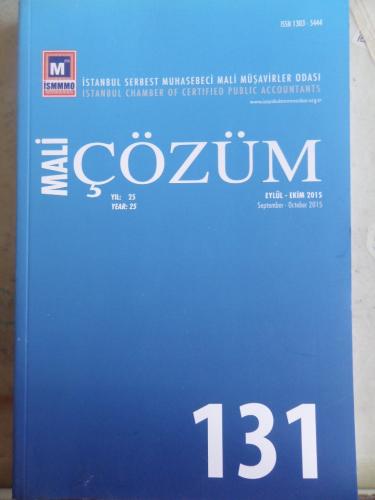 ISSN 1303 - 5444
M
İSMMMO
İSTANBUL SERBEST MUHASEBECİ MALİ MÜŞAVİRLER ODASI
ISTANBUL CHAMBER OF CERTIFIED PUBLIC ACCOUNTANTS
MALİ
ÇÖZÜM
YIL: 25
YEAR: 25
EYLÜL - EKİM 2015
September - October 2015
131